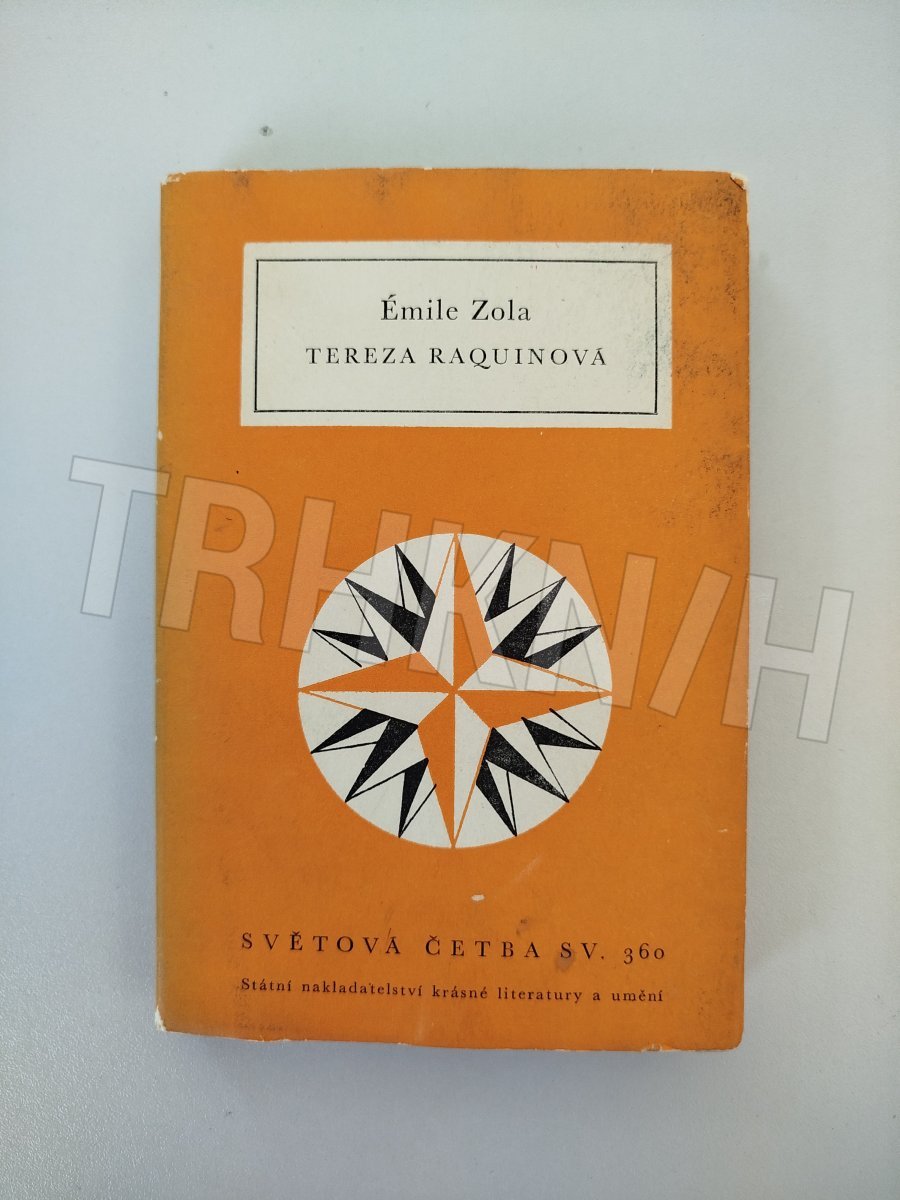 Émile Zola
TEREZA RAQUINOVÁ
TRHKNIH
SVĚTOVÁ ČETBA SV. 360
Státní nakladatelství krásné literatury a umění